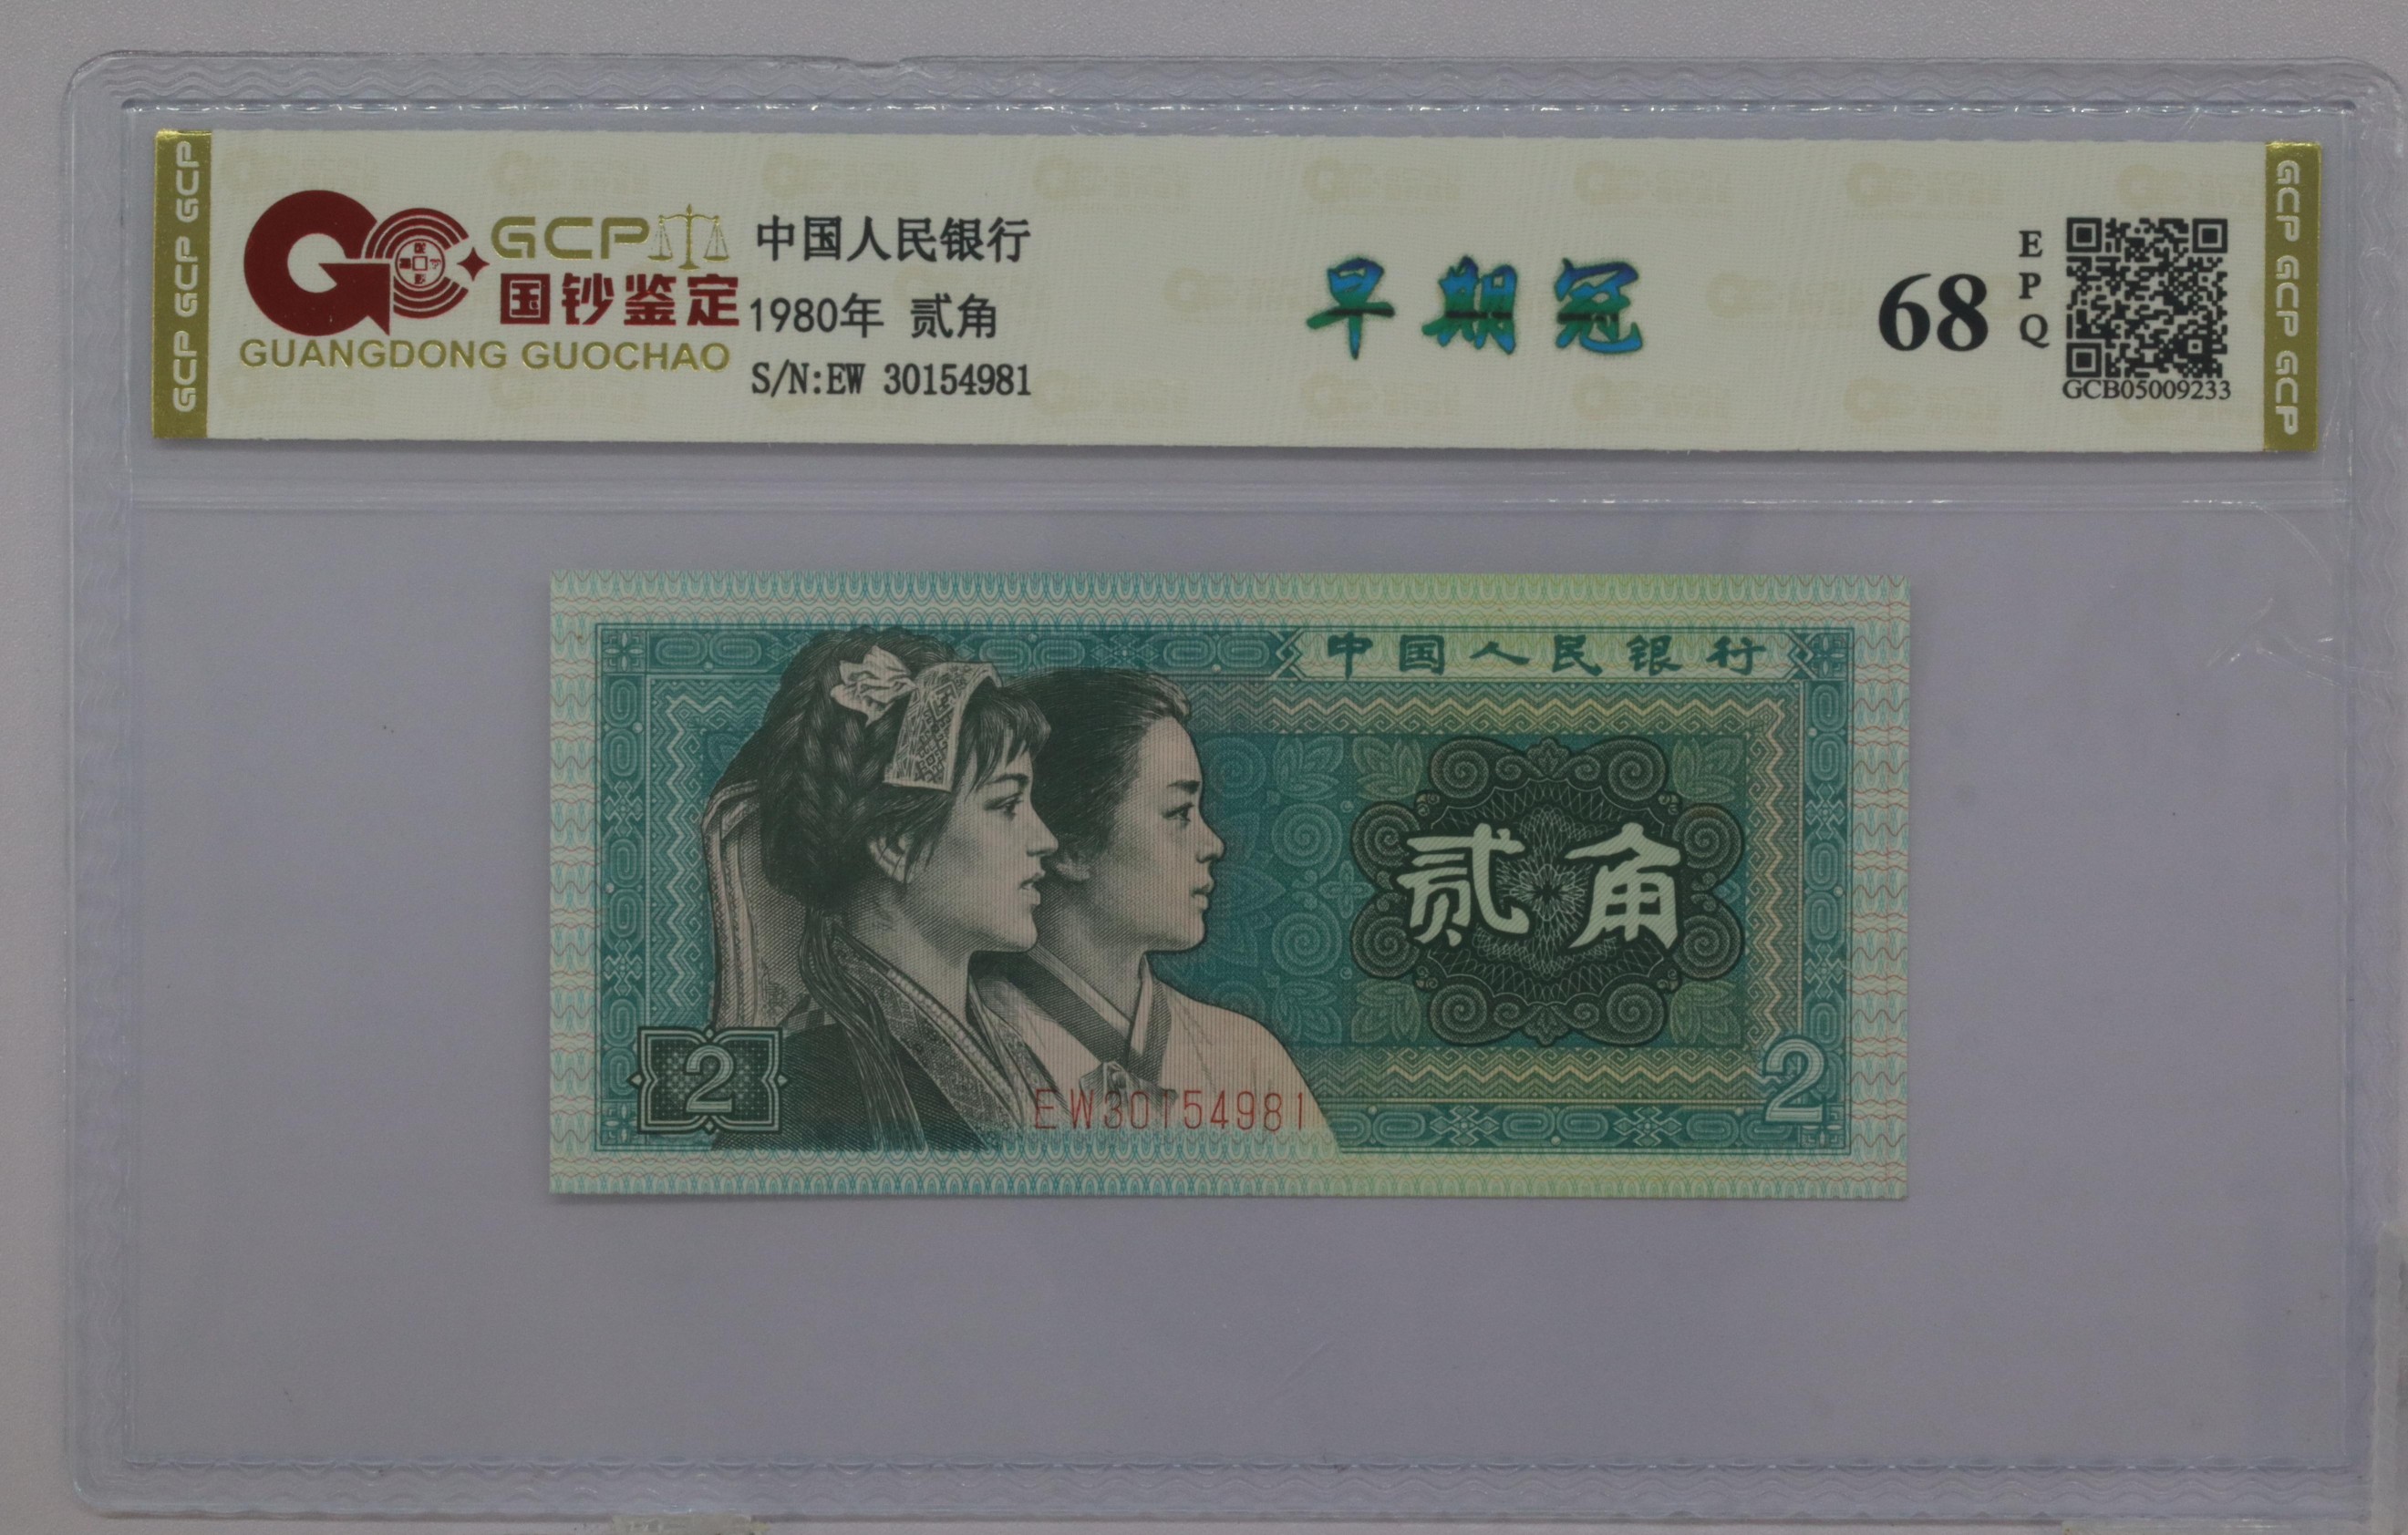 GCP GCP GCP
GCP
国钞鉴定
GUANGDONG GUOCHAO
中国人民银行
1980年 贰角
S/N:EW 30154981
早期冠
68
EPQ
GCB05009233
GCP GCP GCP
中国人民银行
贰角
2
EW30154981
2